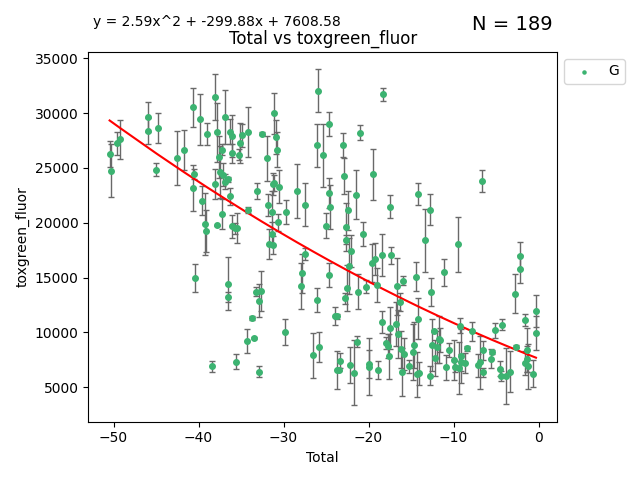 y = 2.59x^2 + -299.88x + 7608.58
N = 189
Total vs toxgreen_fluor
G
35000
30000
25000
20000
15000
10000
5000
toxgreen_fluor
−50 −40 −30 −20 −10 0
Total